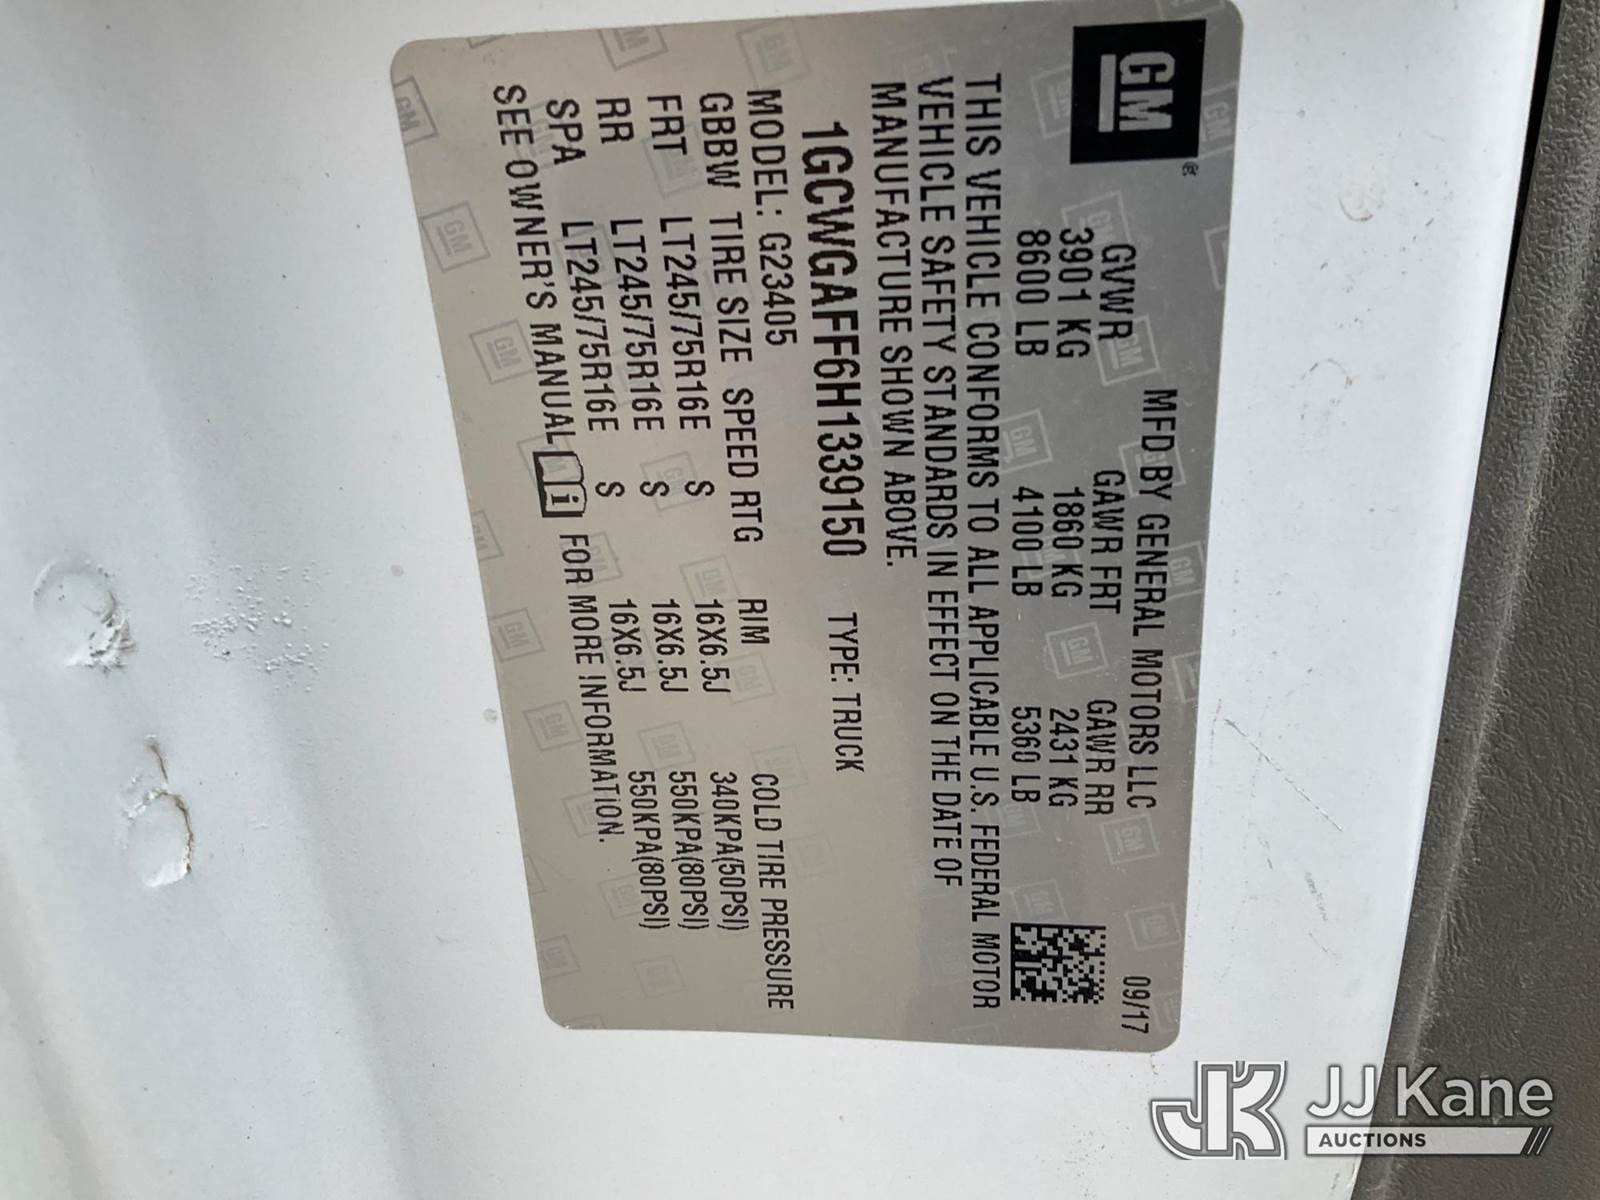 GM
®
MFD BY GENERAL MOTORS LLC 09/17
GVWR GAWR FRT GAWR RR
3901 KG 1860 KG 2431 KG
8600 LB 4100 LB 5360 LB
THIS VEHICLE CONFORMS TO ALL APPLICABLE U.S. FEDERAL MOTOR
VEHICLE SAFETY STANDARDS IN EFFECT ON THE DATE OF
MANUFACTURE SHOWN ABOVE.
1GCWGAFF6H1339150 TYPE: TRUCK
MODEL: G23405
GBBW TIRE SIZE SPEED RTG RIM COLD TIRE PRESSURE
FRT LT245/75R16E S 16X6.5J 340KPA(50PSI)
RR LT245/75R16E S 16X6.5J 550KPA(80PSI)
SPA LT245/75R16E S 16X6.5J 550KPA(80PSI)
SEE OWNER'S MANUAL i FOR MORE INFORMATION.
JK JJ Kane
AUCTIONS